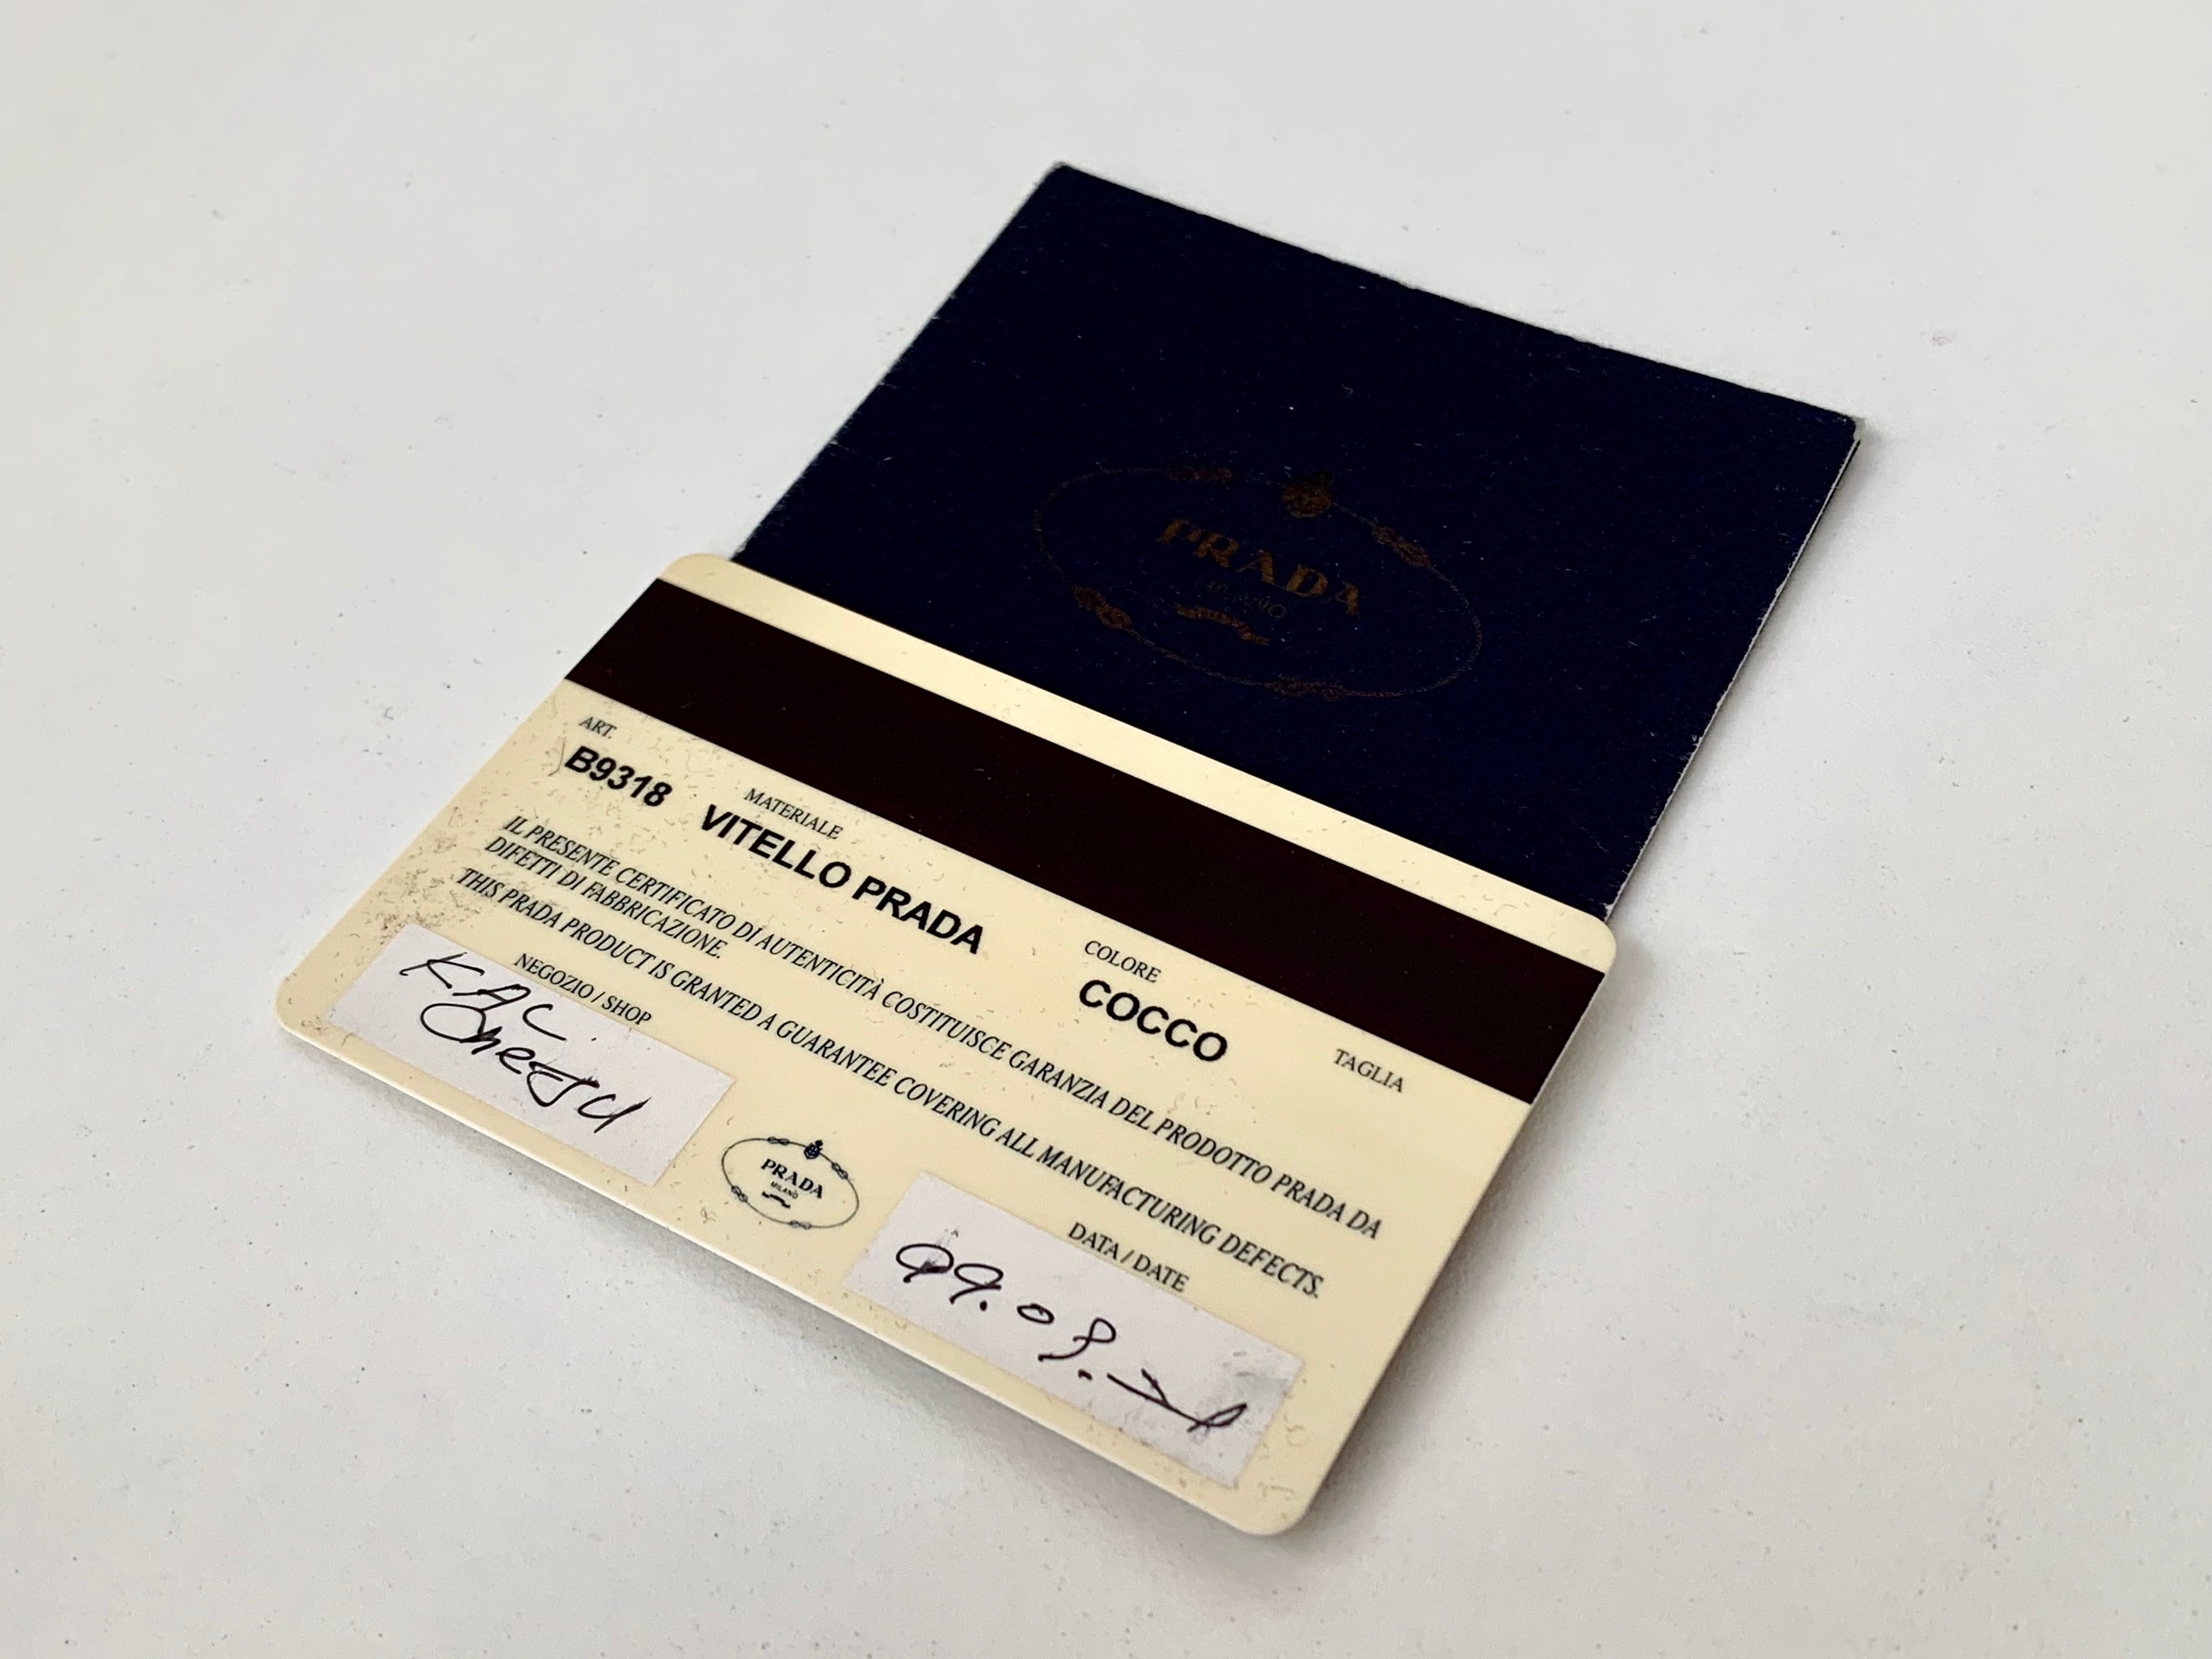 PRADA
MILANO
ART.
B9318
MATERIALE
VITELLO PRADA
COLORE
COCCO
TAGLIA
IL PRESENTE CERTIFICATO DI AUTENTICITÀ COSTITUISCE GARANZIA DEL PRODOTTO PRADA DA
DIFETTI DI FABBRICAZIONE.
THIS PRADA PRODUCT IS GRANTED A GUARANTEE COVERING ALL MANUFACTURING DEFECTS.
NEGOZIO / SHOP
KAC
PRADA
MILANO
DATA / DATE